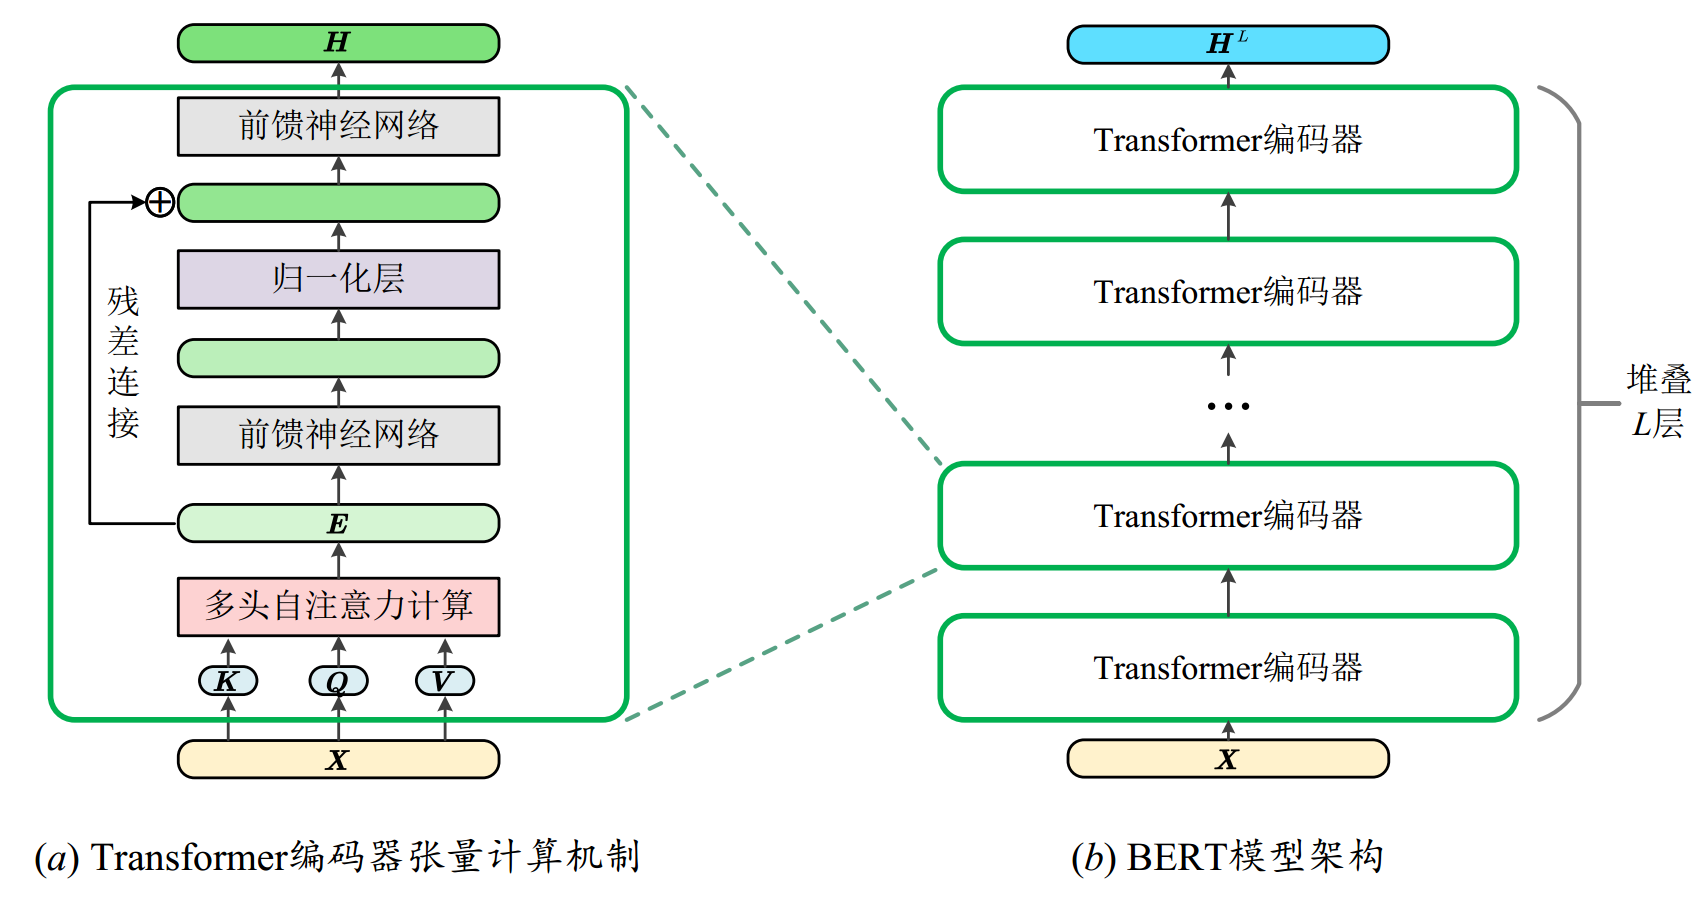 H
前馈神经网络
归一化层
残差连接
前馈神经网络
E
多头自注意力计算
K Q V
X
(a) Transformer编码器张量计算机制
H^L
Transformer编码器
Transformer编码器
...
Transformer编码器
Transformer编码器
X
堆叠
L层
(b) BERT模型架构